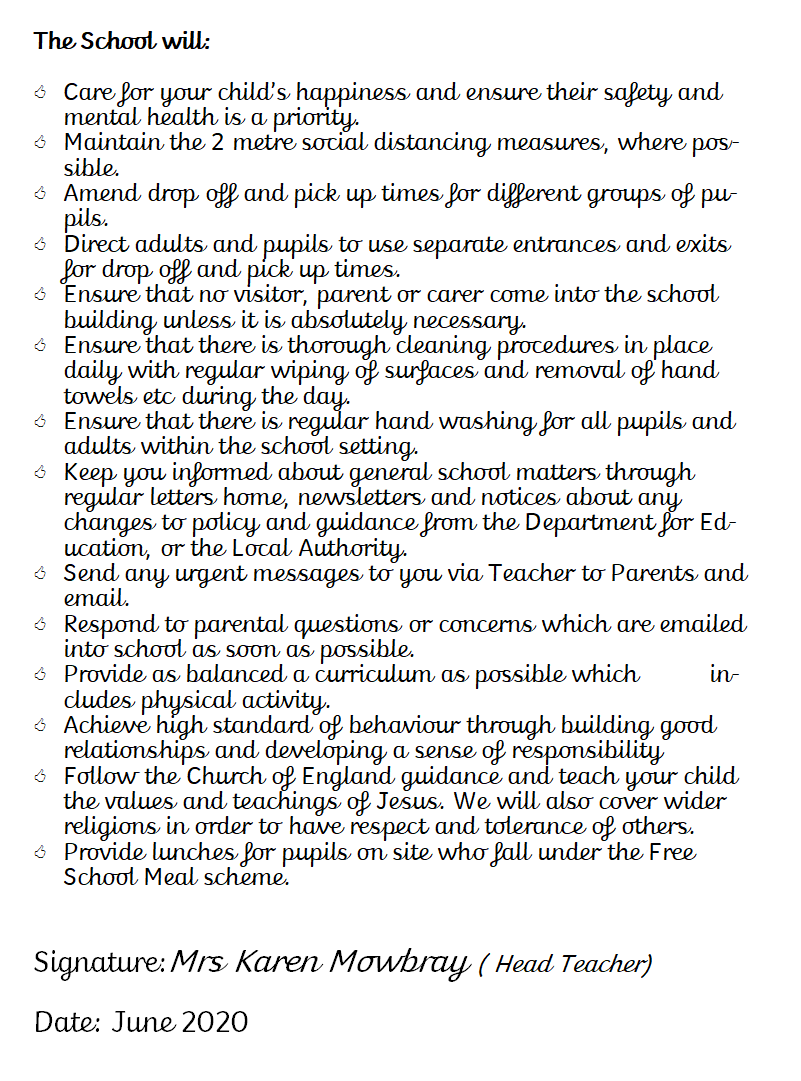 The School will:
Care for your child's happiness and ensure their safety and
mental health is a priority.
Maintain the 2 metre social distancing measures, where pos-
sible.
Amend drop off and pick up times for different groups of pu-
pils.
Direct adults and pupils to use separate entrances and exits
for drop off and pick up times.
Ensure that no visitor, parent or carer come into the school
building unless it is absolutely necessary.
Ensure that there is thorough cleaning procedures in place
daily with regular wiping of surfaces and removal of hand
towels etc during the day.
Ensure that there is regular hand washing for all pupils and
adults within the school setting.
Keep you informed about general school matters through
regular letters home, newsletters and notices about any
changes to policy and guidance from the Department for Ed-
ucation, or the Local Authority.
Send any urgent messages to you via Teacher to Parents and
email.
Respond to parental questions or concerns which are emailed
into school as soon as possible.
Provide as balanced a curriculum as possible which in-
cludes physical activity.
Achieve high standard of behaviour through building good
relationships and developing a sense of responsibility
Follow the Church of England guidance and teach your child
the values and teachings of Jesus. We will also cover wider
religions in order to have respect and tolerance of others.
Provide lunches for pupils on site who fall under the Free
School Meal scheme.
Signature: Mrs Karen Mowbray ( Head Teacher)
Date: June 2020